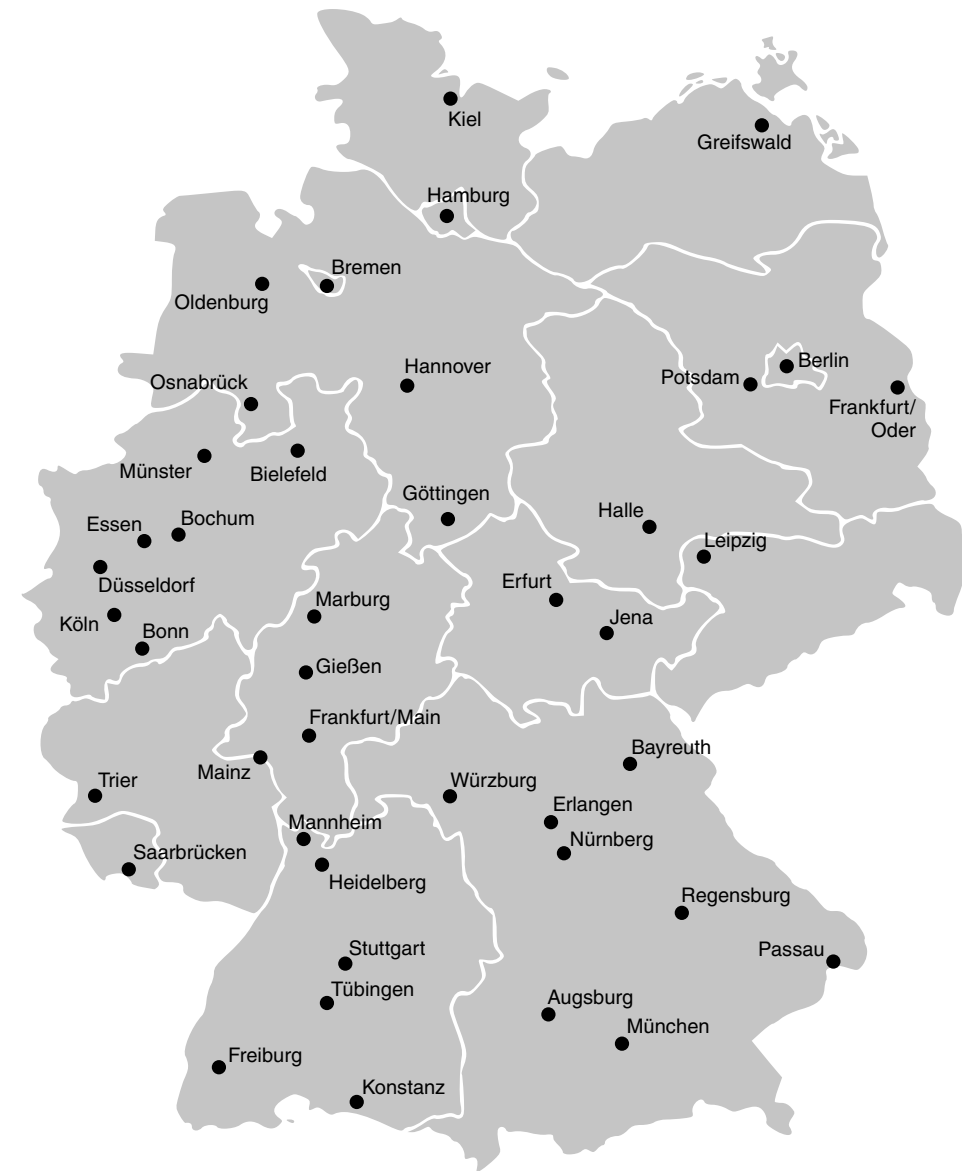 Kiel
Greifswald
Hamburg
Bremen
Oldenburg
Hannover
Berlin
Potsdam
Osnabrück
Frankfurt/
Oder
Münster
Bielefeld
Göttingen
Halle
Essen
Bochum
Leipzig
Düsseldorf
Erfurt
Marburg
Jena
Köln
Bonn
Gießen
Frankfurt/Main
Bayreuth
Mainz
Trier
Würzburg
Erlangen
Mannheim
Nürnberg
Saarbrücken
Heidelberg
Regensburg
Stuttgart
Passau
Tübingen
Augsburg
München
Freiburg
Konstanz